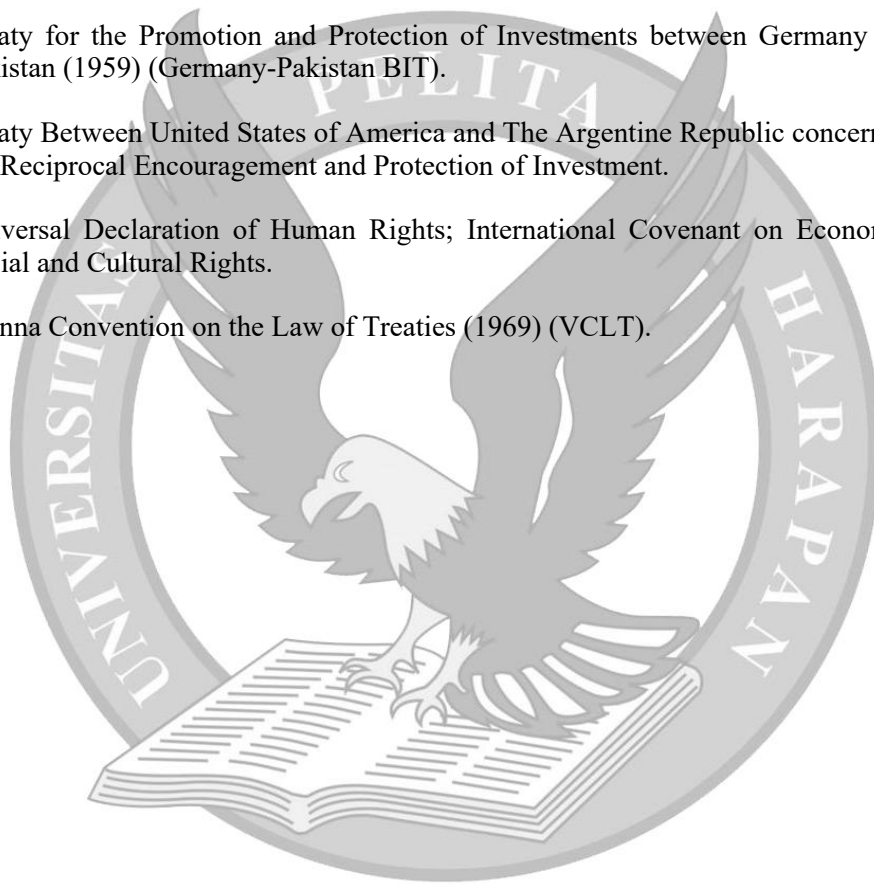 aty for the Promotion and Protection of Investments between Germany
istan (1959) (Germany-Pakistan BIT).
aty Between United States of America and The Argentine Republic concern
Reciprocal Encouragement and Protection of Investment.
versal Declaration of Human Rights; International Covenant on Econom
ial and Cultural Rights.
nna Convention on the Law of Treaties (1969) (VCLT).
UNIVERSITAS PELITA HARAPAN